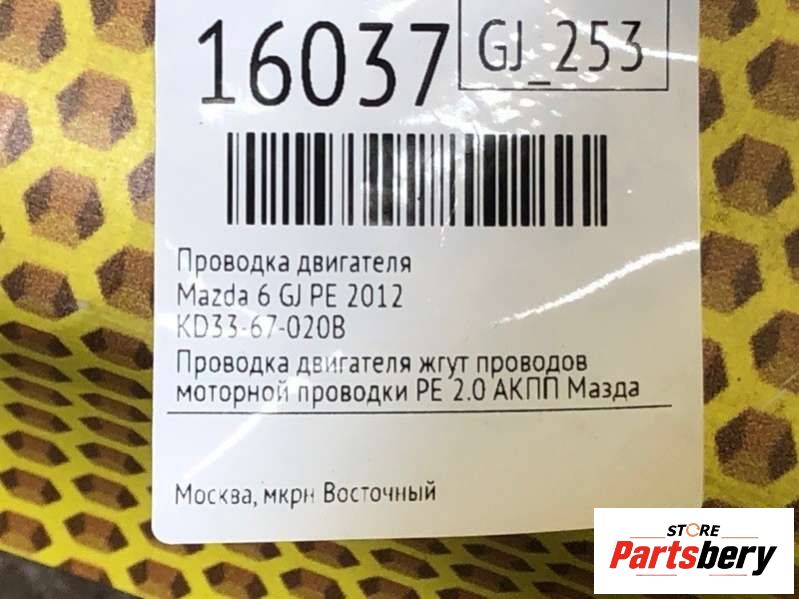 16037
GJ_253
Проводка двигателя
Mazda 6 GJ PE 2012
KD33-67-020B
Проводка двигателя жгут проводов
моторной проводки PE 2.0 АКПП Мазда
Москва, мкрн Восточный
STORE
Partsbery